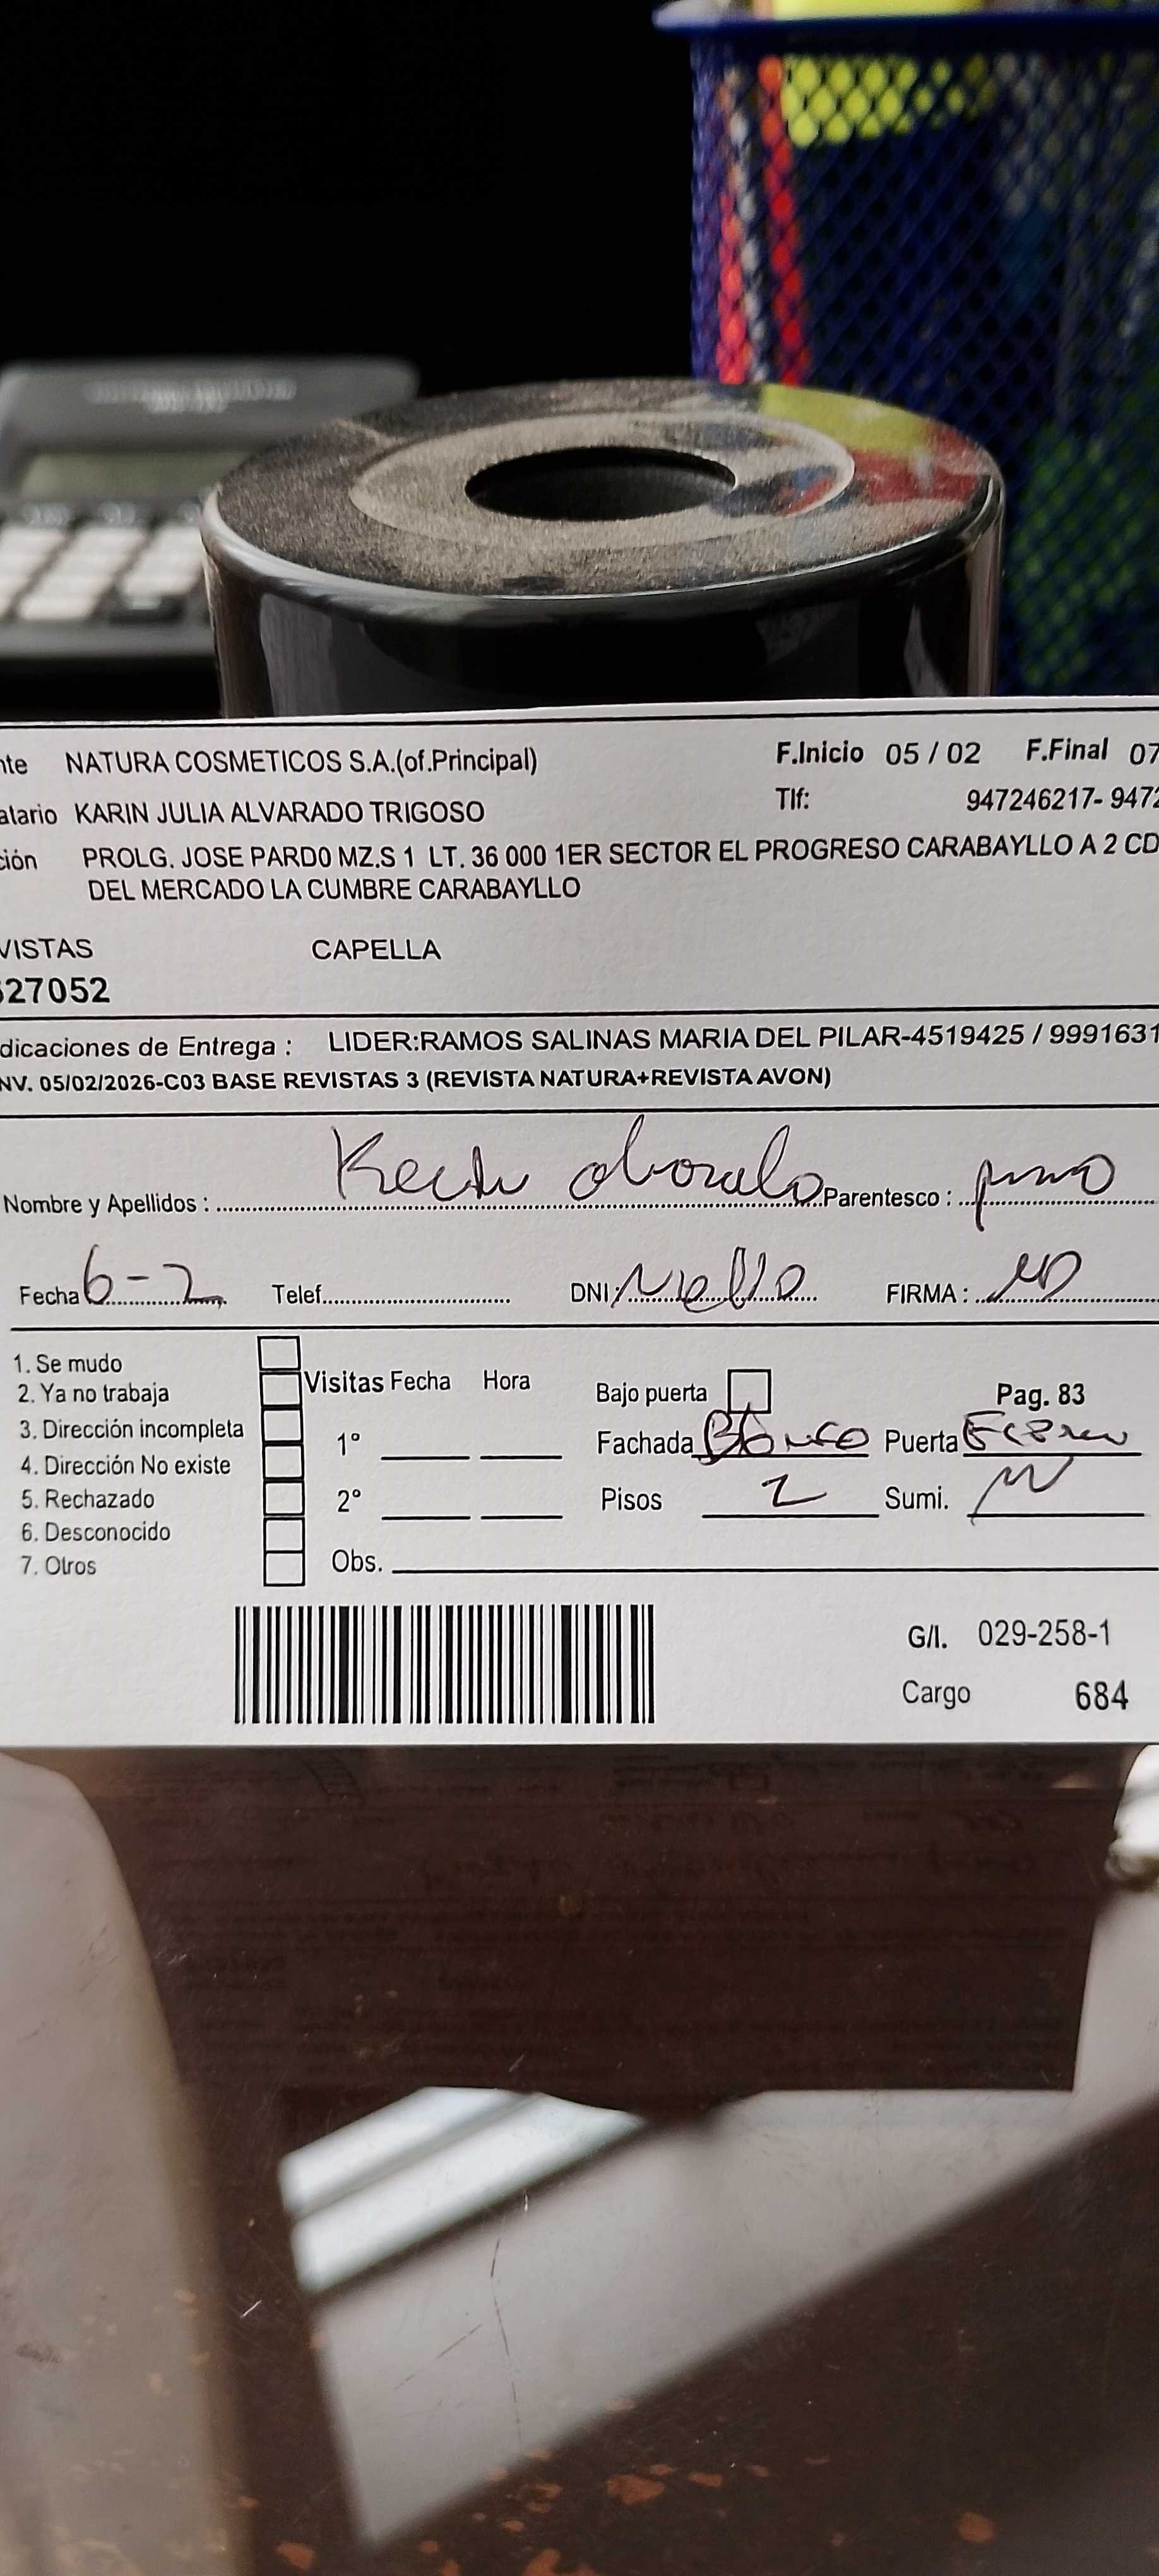 nte NATURA COSMETICOS S.A.(of.Principal) F.Inicio 05 / 02 F.Final 07
atario KARIN JULIA ALVARADO TRIGOSO Tlf: 947246217- 9472
ción PROLG. JOSE PARDO MZ.S 1 LT. 36 000 1ER SECTOR EL PROGRESO CARABAYLLO A 2 CD
DEL MERCADO LA CUMBRE CARABAYLLO
VISTAS CAPELLA
27052
dicaciones de Entrega : LIDER:RAMOS SALINAS MARIA DEL PILAR-4519425 / 9991631
NV. 05/02/2026-C03 BASE REVISTAS 3 (REVISTA NATURA+REVISTA AVON)
Nombre y Apellidos : Parentesco :
Fecha 6-2 Telef. DNI: FIRMA :
1. Se mudo
2. Ya no trabaja Visitas Fecha Hora Bajo puerta Pag. 83
3. Dirección incompleta 1° Fachada Blanco Puerta
4. Dirección No existe
5. Rechazado 2° Pisos 2 Sumi.
6. Desconocido
7. Otros Obs.
G/I. 029-258-1
Cargo 684